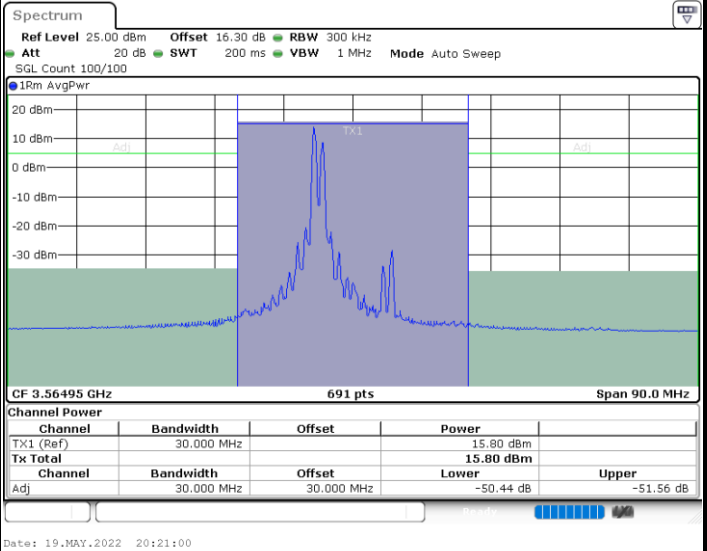 Spectrum
Ref Level 25.00 dBm Offset 16.30 dB RBW 300 kHz
Att 20 dB SWT 200 ms VBW 1 MHz Mode Auto Sweep
SGL Count 100/100
1Rm AvgPwr
20 dBm
TX1
10 dBm
Adj Adj
0 dBm
-10 dBm
-20 dBm
-30 dBm
CF 3.56495 GHz 691 pts Span 90.0 MHz
Channel Power
Channel Bandwidth Offset Power
TX1 (Ref) 30.000 MHz 15.80 dBm
Tx Total 15.80 dBm
Channel Bandwidth Offset Lower Upper
Adj 30.000 MHz 30.000 MHz -50.44 dB -51.56 dB
Ready
Date: 19.MAY.2022 20:21:00